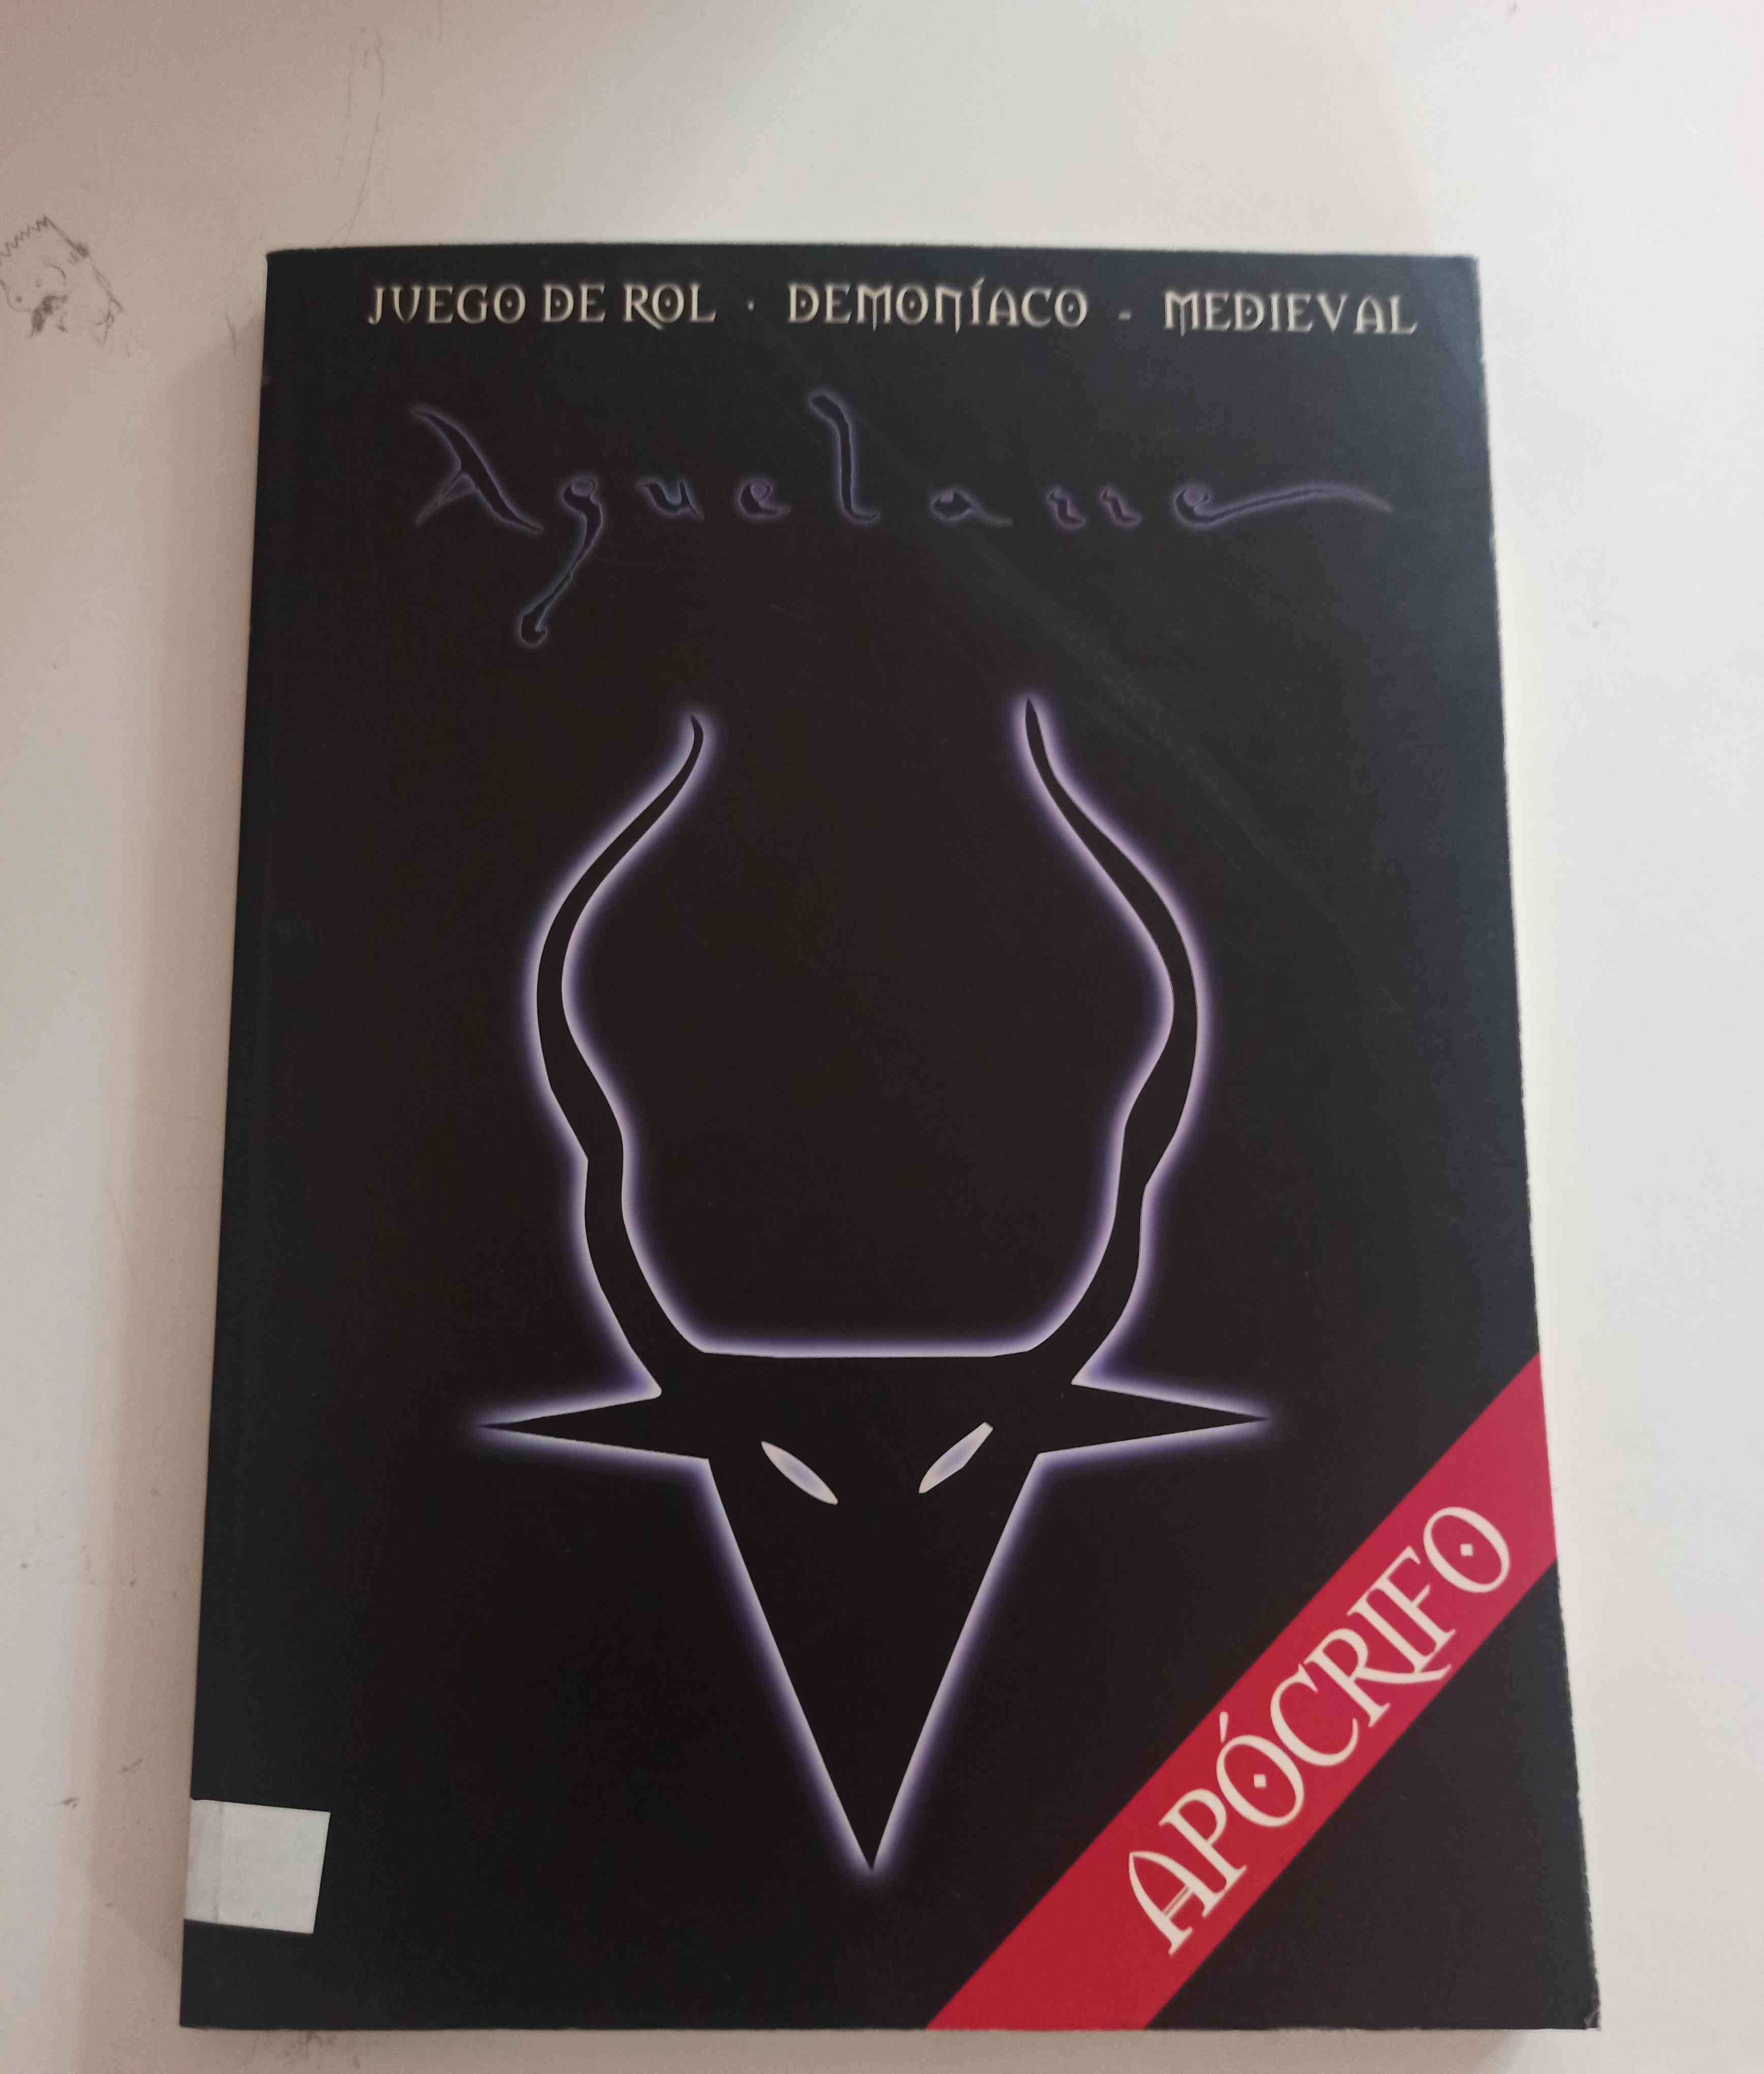 JUEGO DE ROL · DEMONÍACO - MEDIEVAL
Aquelarre
APÓCRIFO